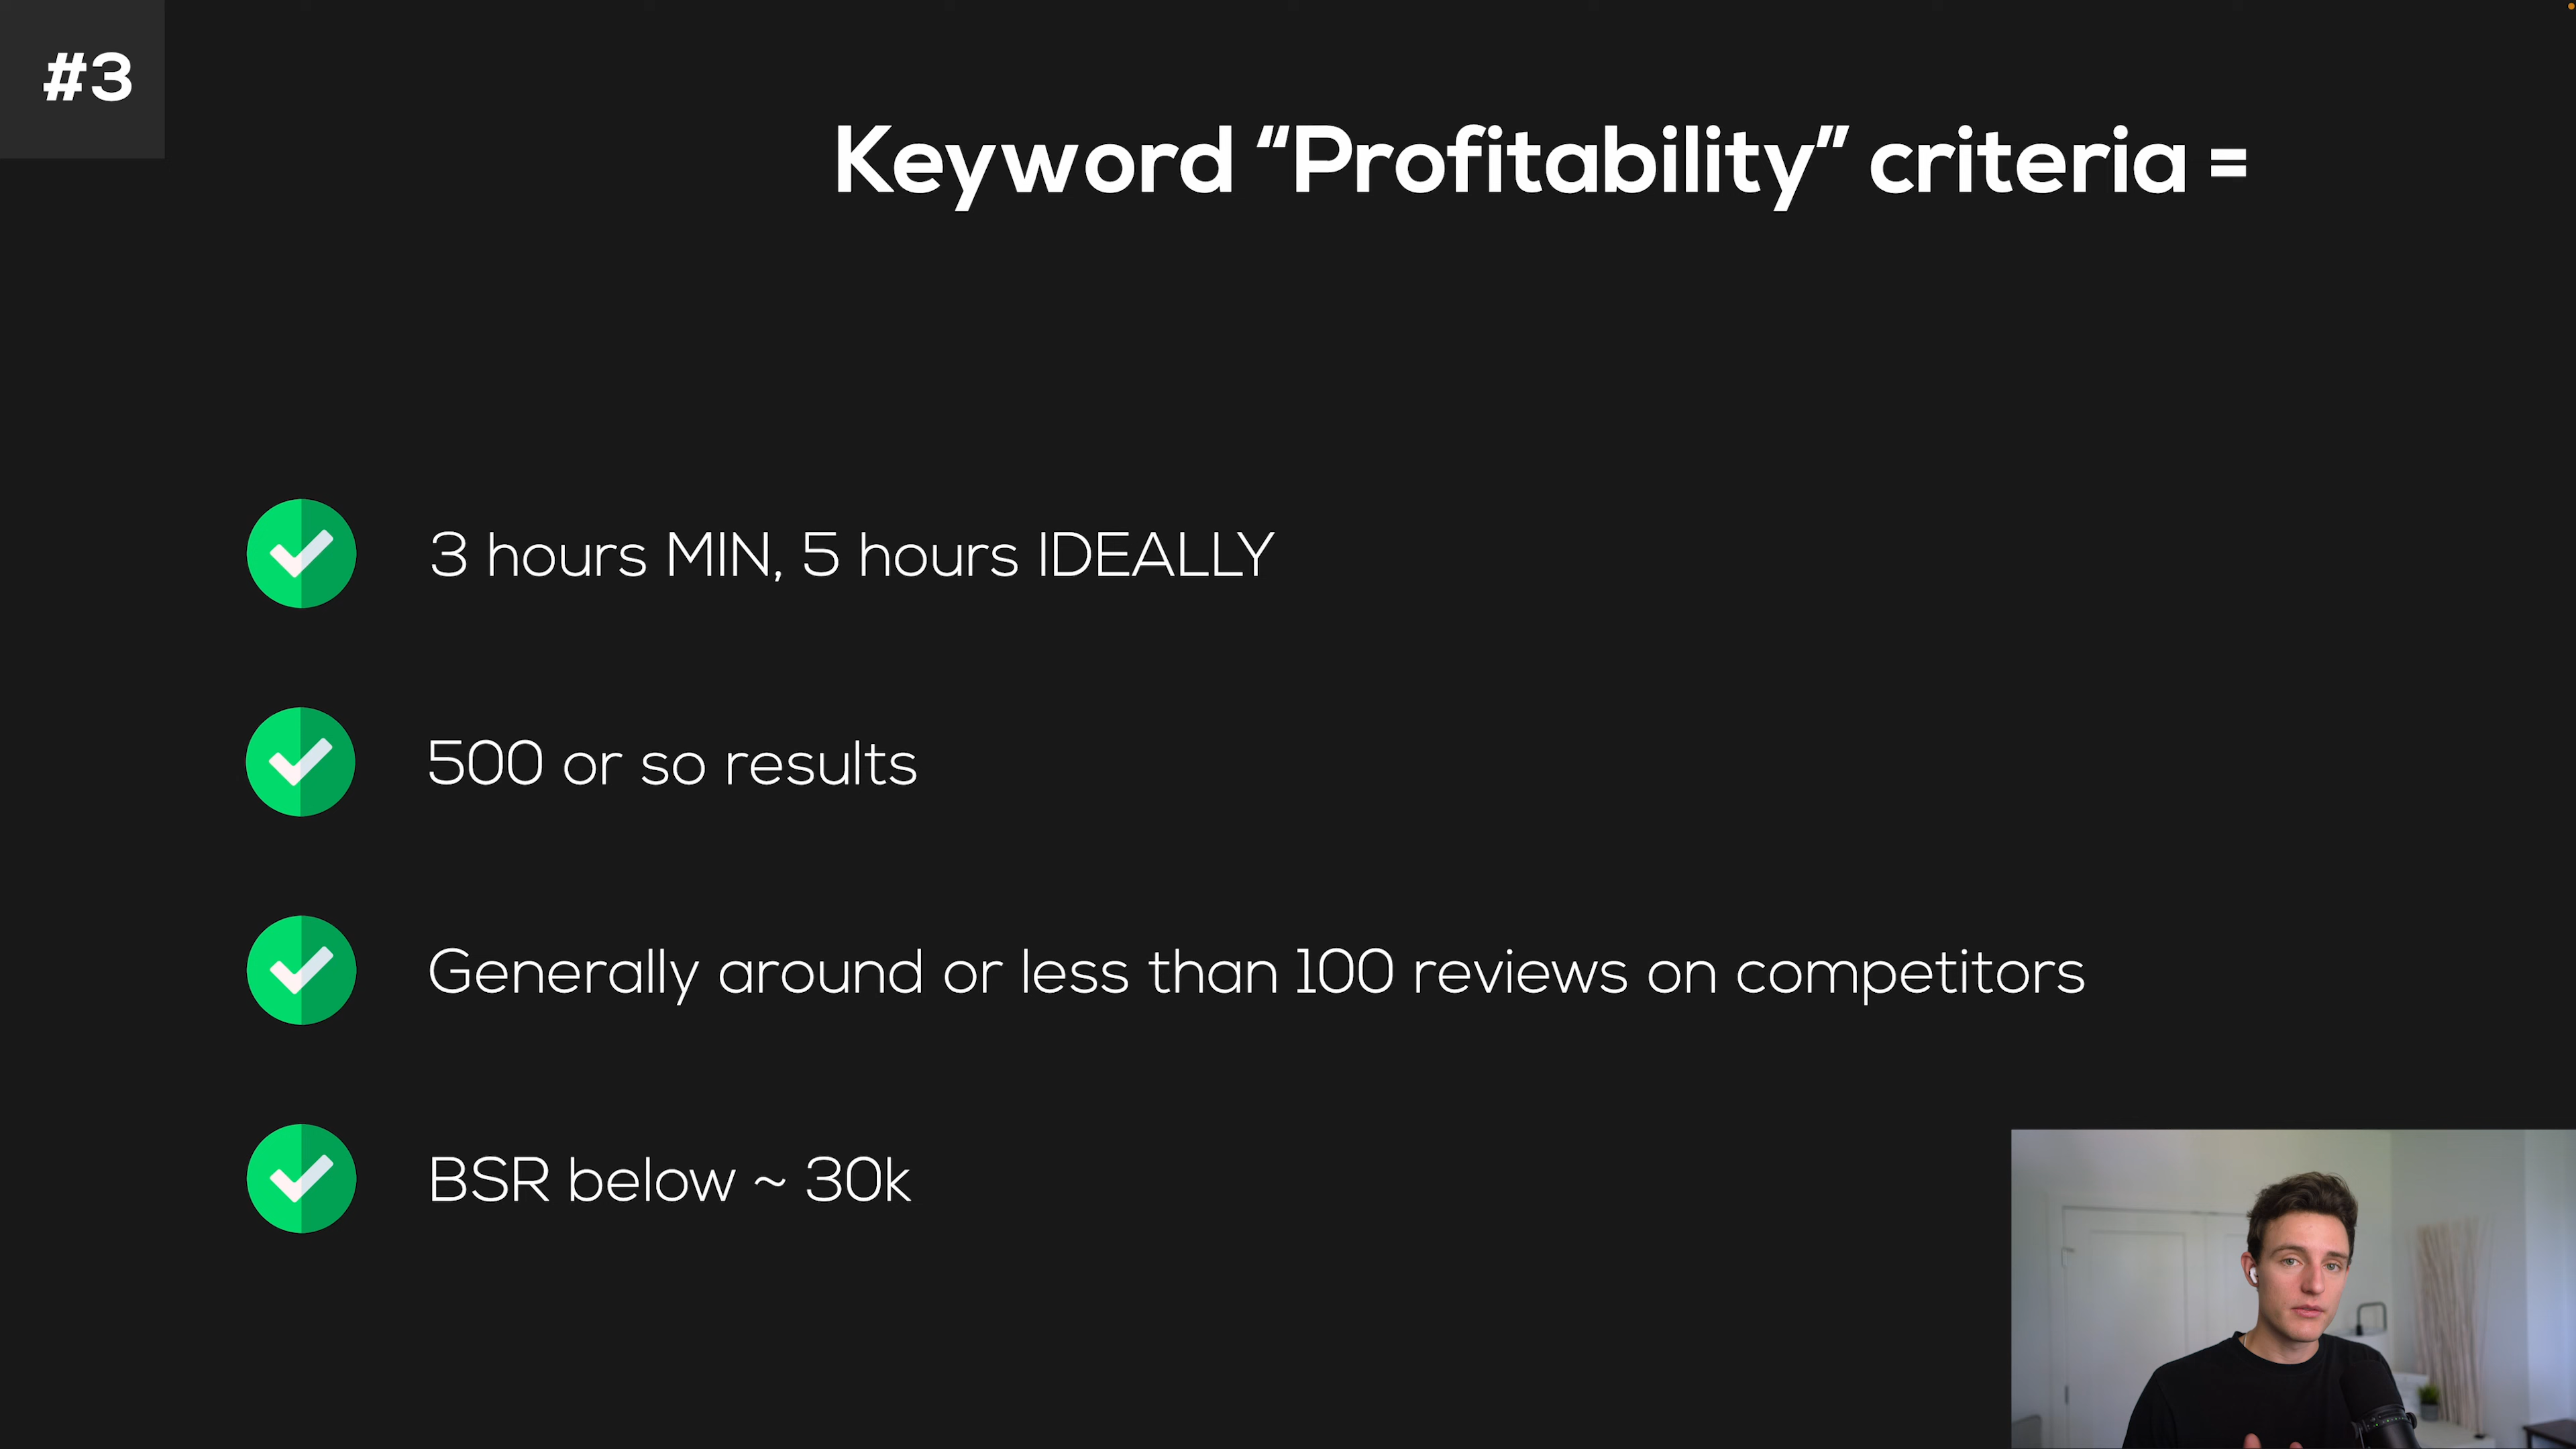 #3
Keyword “Profitability” criteria =
3 hours MIN, 5 hours IDEALLY
500 or so results
Generally around or less than 100 reviews on competitors
BSR below ~ 30k